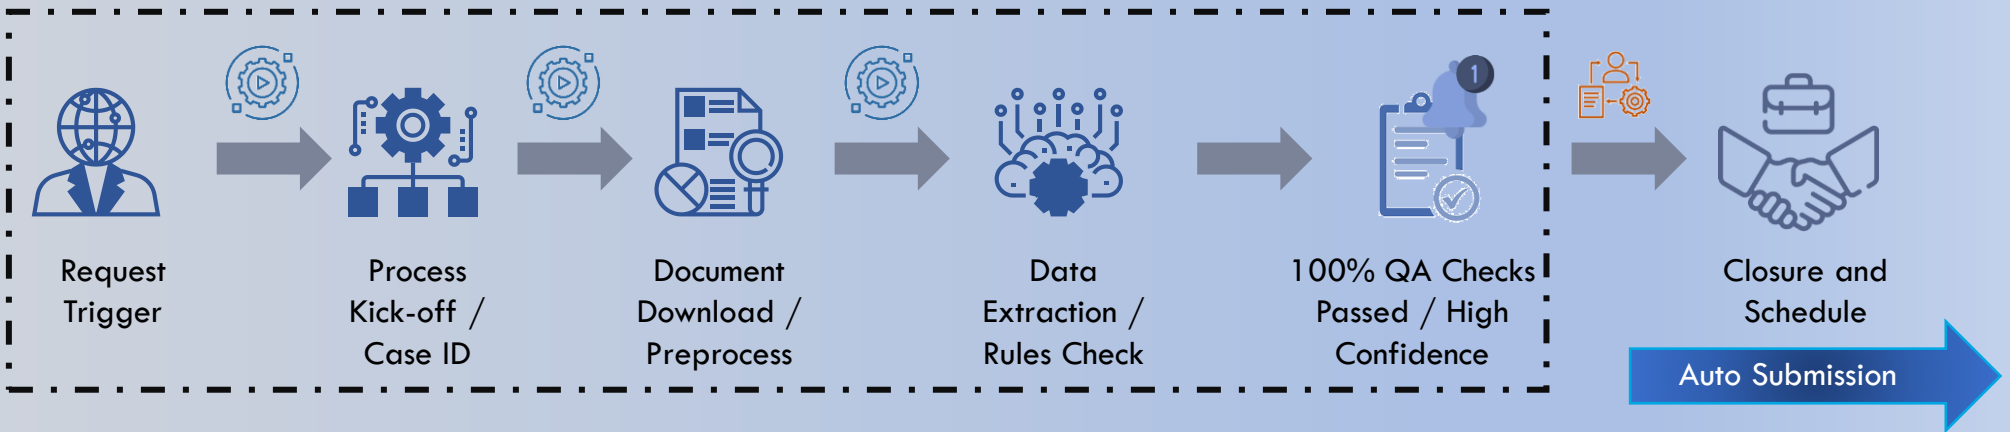 1
Request
Trigger
Process
Kick-off /
Case ID
Document
Download /
Preprocess
Data
Extraction /
Rules Check
100% QA Checks
Passed / High
Confidence
Closure and
Schedule
Auto Submission